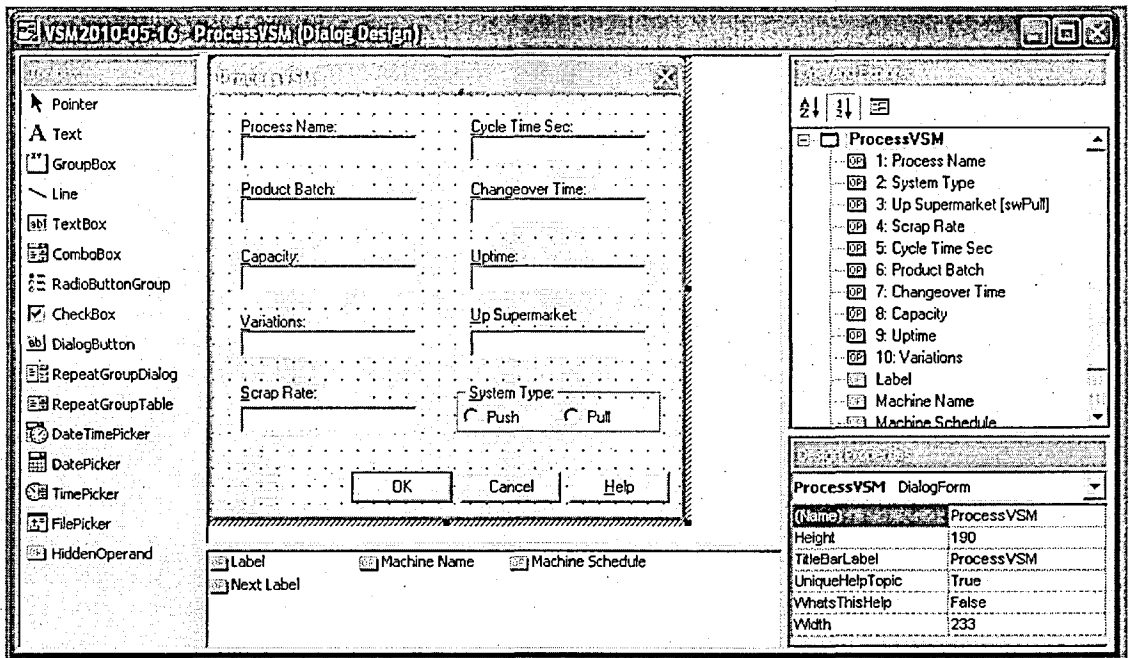 VSM2010-05-16 - ProcessVSM (Dialog Design)
Pointer
Text
GroupBox
Line
TextBox
ComboBox
RadioButtonGroup
CheckBox
DialogButton
RepeatGroupDialog
RepeatGroupTable
DateTimePicker
DatePicker
TimePicker
FilePicker
HiddenOperand
Process Name:
Cycle Time Sec:
Product Batch:
Changeover Time:
Capacity:
Uptime:
Variations:
Up Supermarket:
Scrap Rate:
System Type:
Push Pull
OK Cancel Help
Label Machine Name Machine Schedule
Next Label
ProcessVSM
1: Process Name
2: System Type
3: Up Supermarket [swPull]
4: Scrap Rate
5: Cycle Time Sec
6: Product Batch
7: Changeover Time
8: Capacity
9: Uptime
10: Variations
Label
Machine Name
Machine Schedule
ProcessVSM DialogForm
(Name) ProcessVSM
Height 190
TitleBarLabel ProcessVSM
UniqueHelpTopic True
WhatsThisHelp False
Width 233